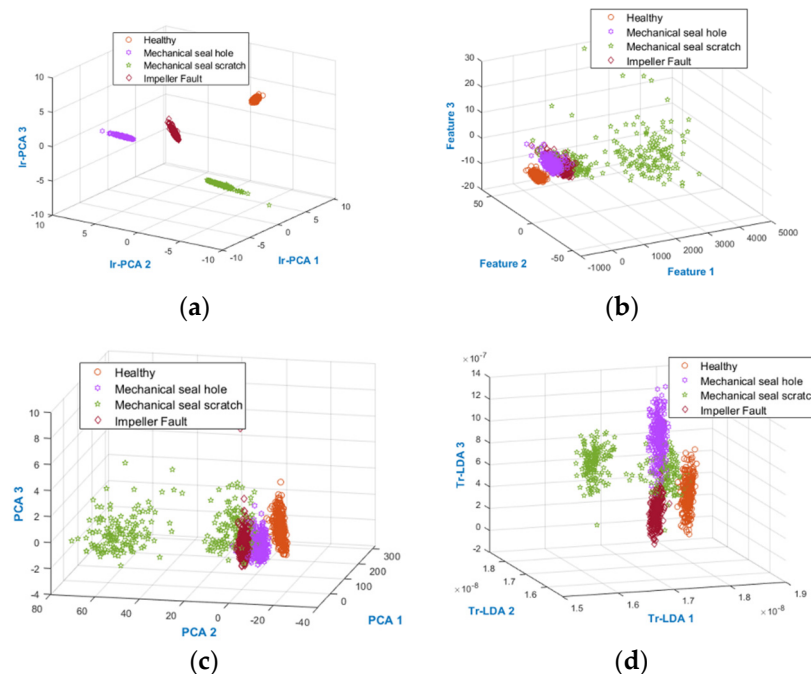 Healthy
Mechanical seal hole
Mechanical seal scratch
Impeller Fault
Ir-PCA 3
10
5
0
-5
-10
10
5
0
-5
-10
Ir-PCA 2
-10
-5
0
5
10
Ir-PCA 1
(a)
Healthy
Mechanical seal hole
Mechanical seal scratch
Impeller Fault
Feature 3
30
20
10
0
-10
-20
50
0
-50
Feature 2
-1000
0
1000
2000
3000
4000
5000
Feature 1
(b)
Healthy
Mechanical seal hole
Mechanical seal scratch
Impeller Fault
PCA 3
10
8
6
4
2
0
-2
-4
80
60
40
20
0
-20
-40
PCA 2
0
100
200
300
PCA 1
(c)
× 10⁻⁷
Healthy
Mechanical seal hole
Mechanical seal scratc
Impeller Fault
Tr-LDA 3
14
12
10
8
6
4
2
0
-2
1.8
1.7
1.6
× 10⁻⁸
Tr-LDA 2
1.5
1.6
1.7
1.8
1.9
× 10⁻⁸
Tr-LDA 1
(d)